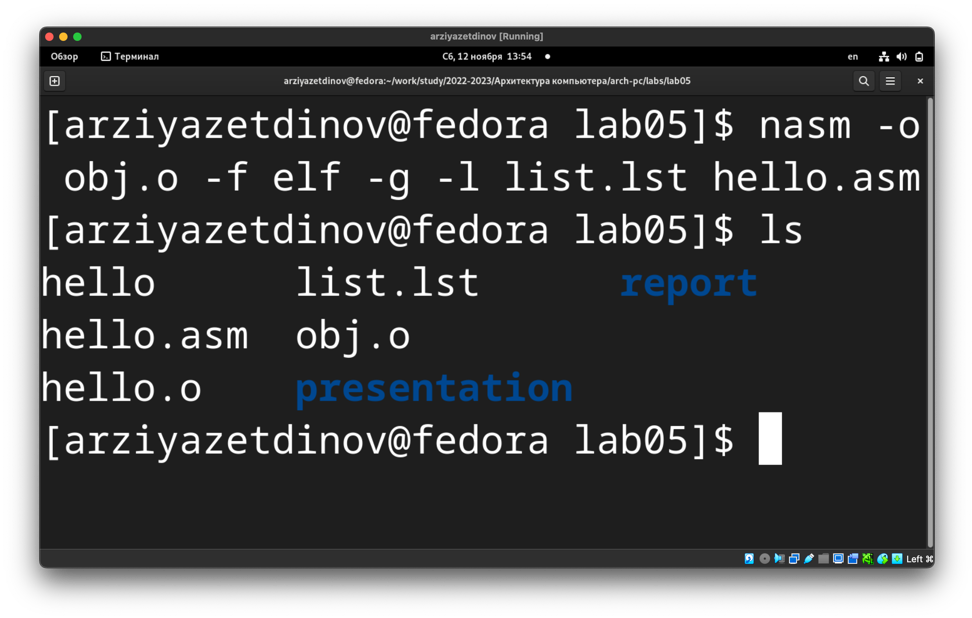 arziyazetdinov [Running]
Обзор Терминал Сб, 12 ноября 13:54 en
arziyazetdinov@fedora:~/work/study/2022-2023/Архитектура компьютера/arch-pc/labs/lab05
[arziyazetdinov@fedora lab05]$ nasm -o
obj.o -f elf -g -l list.lst hello.asm
[arziyazetdinov@fedora lab05]$ ls
hello list.lst report
hello.asm obj.o
hello.o presentation
[arziyazetdinov@fedora lab05]$
Left ⌘